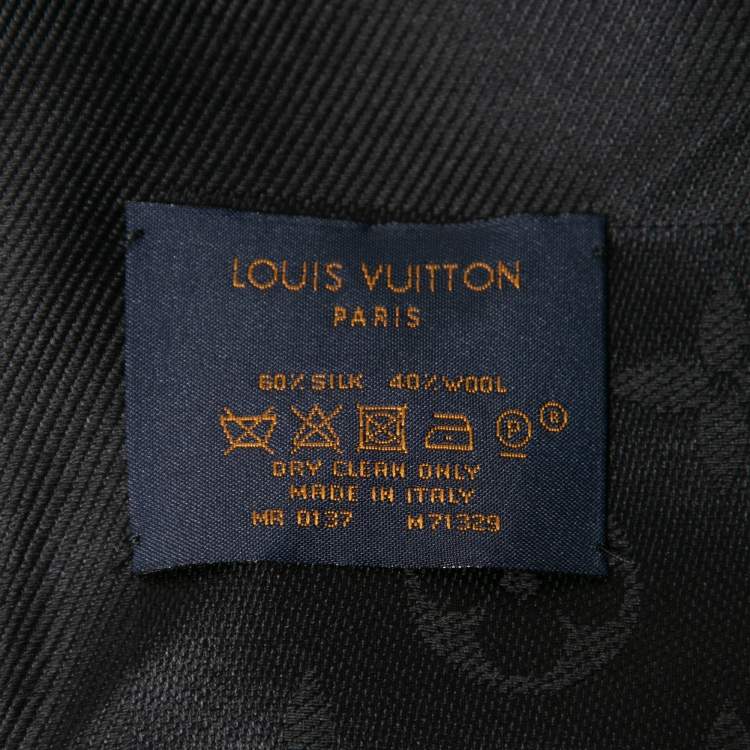 LOUIS VUITTON
PARIS
60% SILK 40% WOOL
P ®
DRY CLEAN ONLY
MADE IN ITALY
MR 0137 M71329